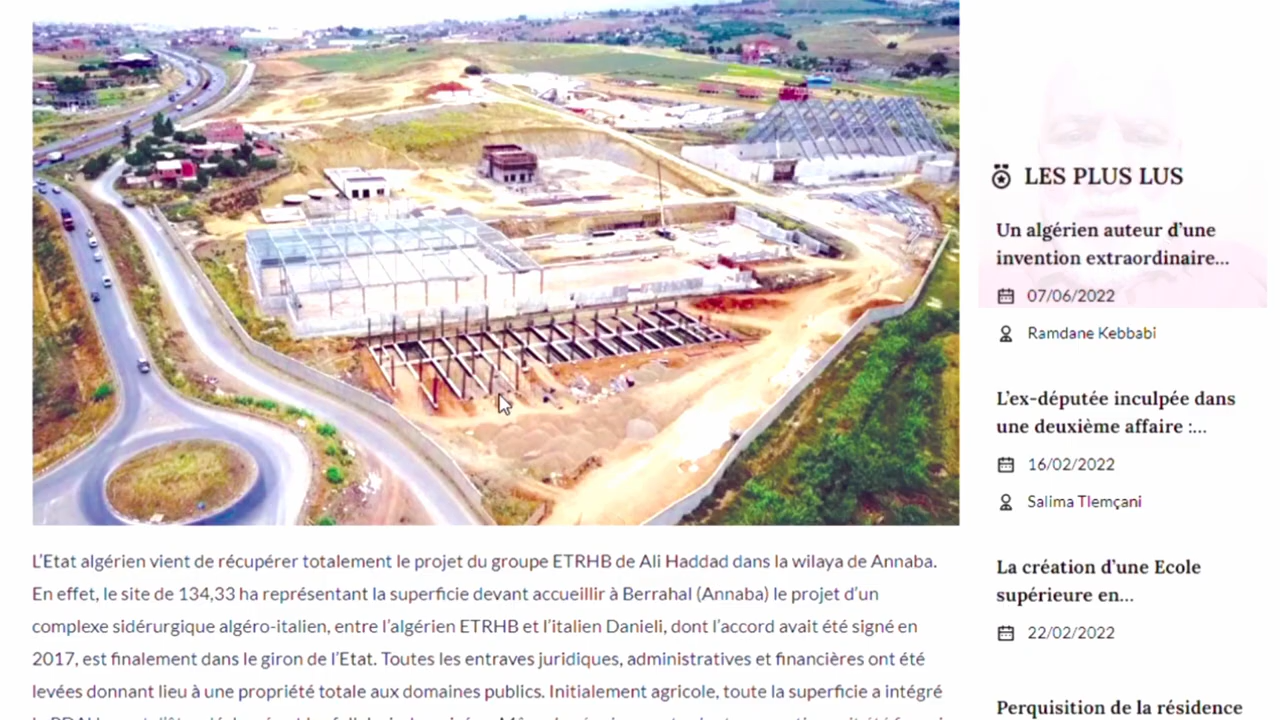 L'Etat algérien vient de récupérer totalement le projet du groupe ETRHB de Ali Haddad dans la wilaya de Annaba.
En effet, le site de 134,33 ha représentant la superficie devant accueillir à Berrahal (Annaba) le projet d'un
complexe sidérurgique algéro-italien, entre l'algérien ETRHB et l'italien Danieli, dont l'accord avait été signé en
2017, est finalement dans le giron de l'Etat. Toutes les entraves juridiques, administratives et financières ont été
levées donnant lieu à une propriété totale aux domaines publics. Initialement agricole, toute la superficie a intégré
LES PLUS LUS
Un algérien auteur d'une
invention extraordinaire...
07/06/2022
Ramdane Kebbabi
L'ex-députée inculpée dans
une deuxième affaire :...
16/02/2022
Salima Tlemçani
La création d'une Ecole
supérieure en...
22/02/2022
Perquisition de la résidence